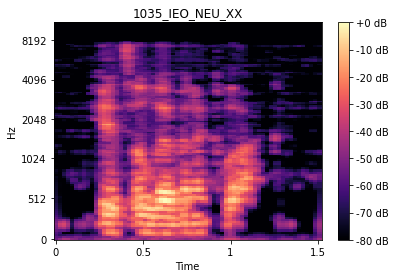 1035_IEO_NEU_XX
8192
4096
2048
1024
512
0
Hz
0
0.5
1
1.5
Time
+0 dB
-10 dB
-20 dB
-30 dB
-40 dB
-50 dB
-60 dB
-70 dB
-80 dB